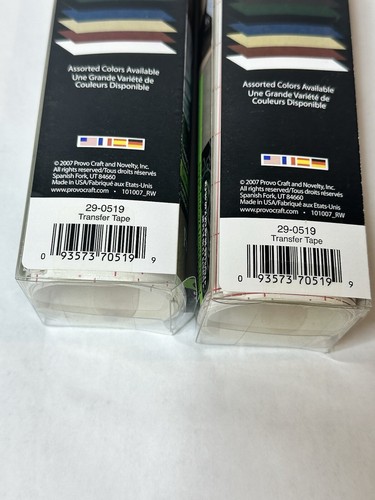 Assorted Colors Available
Une Grande Variété de
Couleurs Disponible
© 2007 Provo Craft and Novelty, Inc.
All rights reserved/Tous droits réservés
Spanish Fork, UT 84660
Made in USA/Fabriqué aux Etats-Unis
www.provocraft.com • 101007_RW
29-0519
Transfer Tape
0 93573 70519 9
Assorted Colors Available
Une Grande Variété de
Couleurs Disponible
© 2007 Provo Craft and Novelty, Inc.
All rights reserved/Tous droits réservés
Spanish Fork, UT 84660
Made in USA/Fabriqué aux Etats-Unis
www.provocraft.com • 101007_RW
29-0519
Transfer Tape
0 93573 70519 9